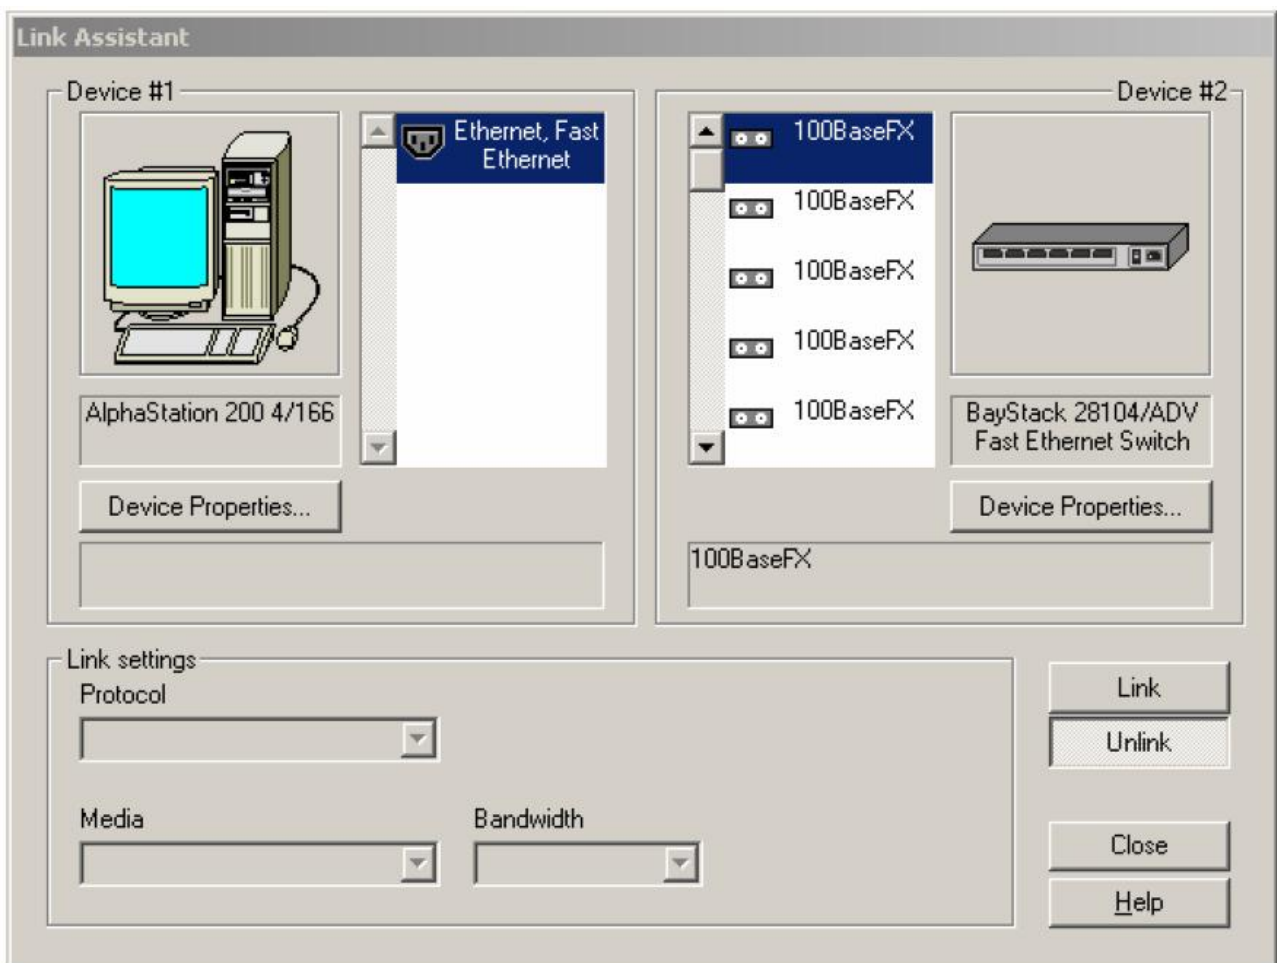 Link Assistant
Device #1
Ethernet, Fast
Ethernet
AlphaStation 200 4/166
Device Properties...
Device #2
100BaseFX
100BaseFX
100BaseFX
100BaseFX
100BaseFX
BayStack 28104/ADV
Fast Ethernet Switch
Device Properties...
100BaseFX
Link settings
Protocol
Media
Bandwidth
Link
Unlink
Close
Help